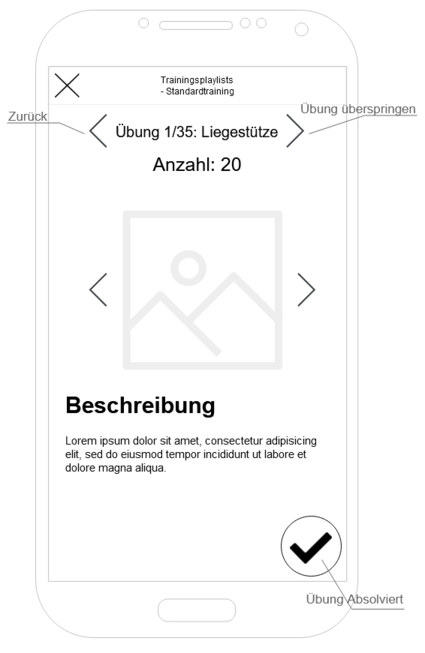 Trainingsplaylists
- Standardtraining
Zurück
Übung überspringen
Übung 1/35: Liegestütze
Anzahl: 20
Beschreibung
Lorem ipsum dolor sit amet, consectetur adipisicing
elit, sed do eiusmod tempor incididunt ut labore et
dolore magna aliqua.
Übung Absolviert